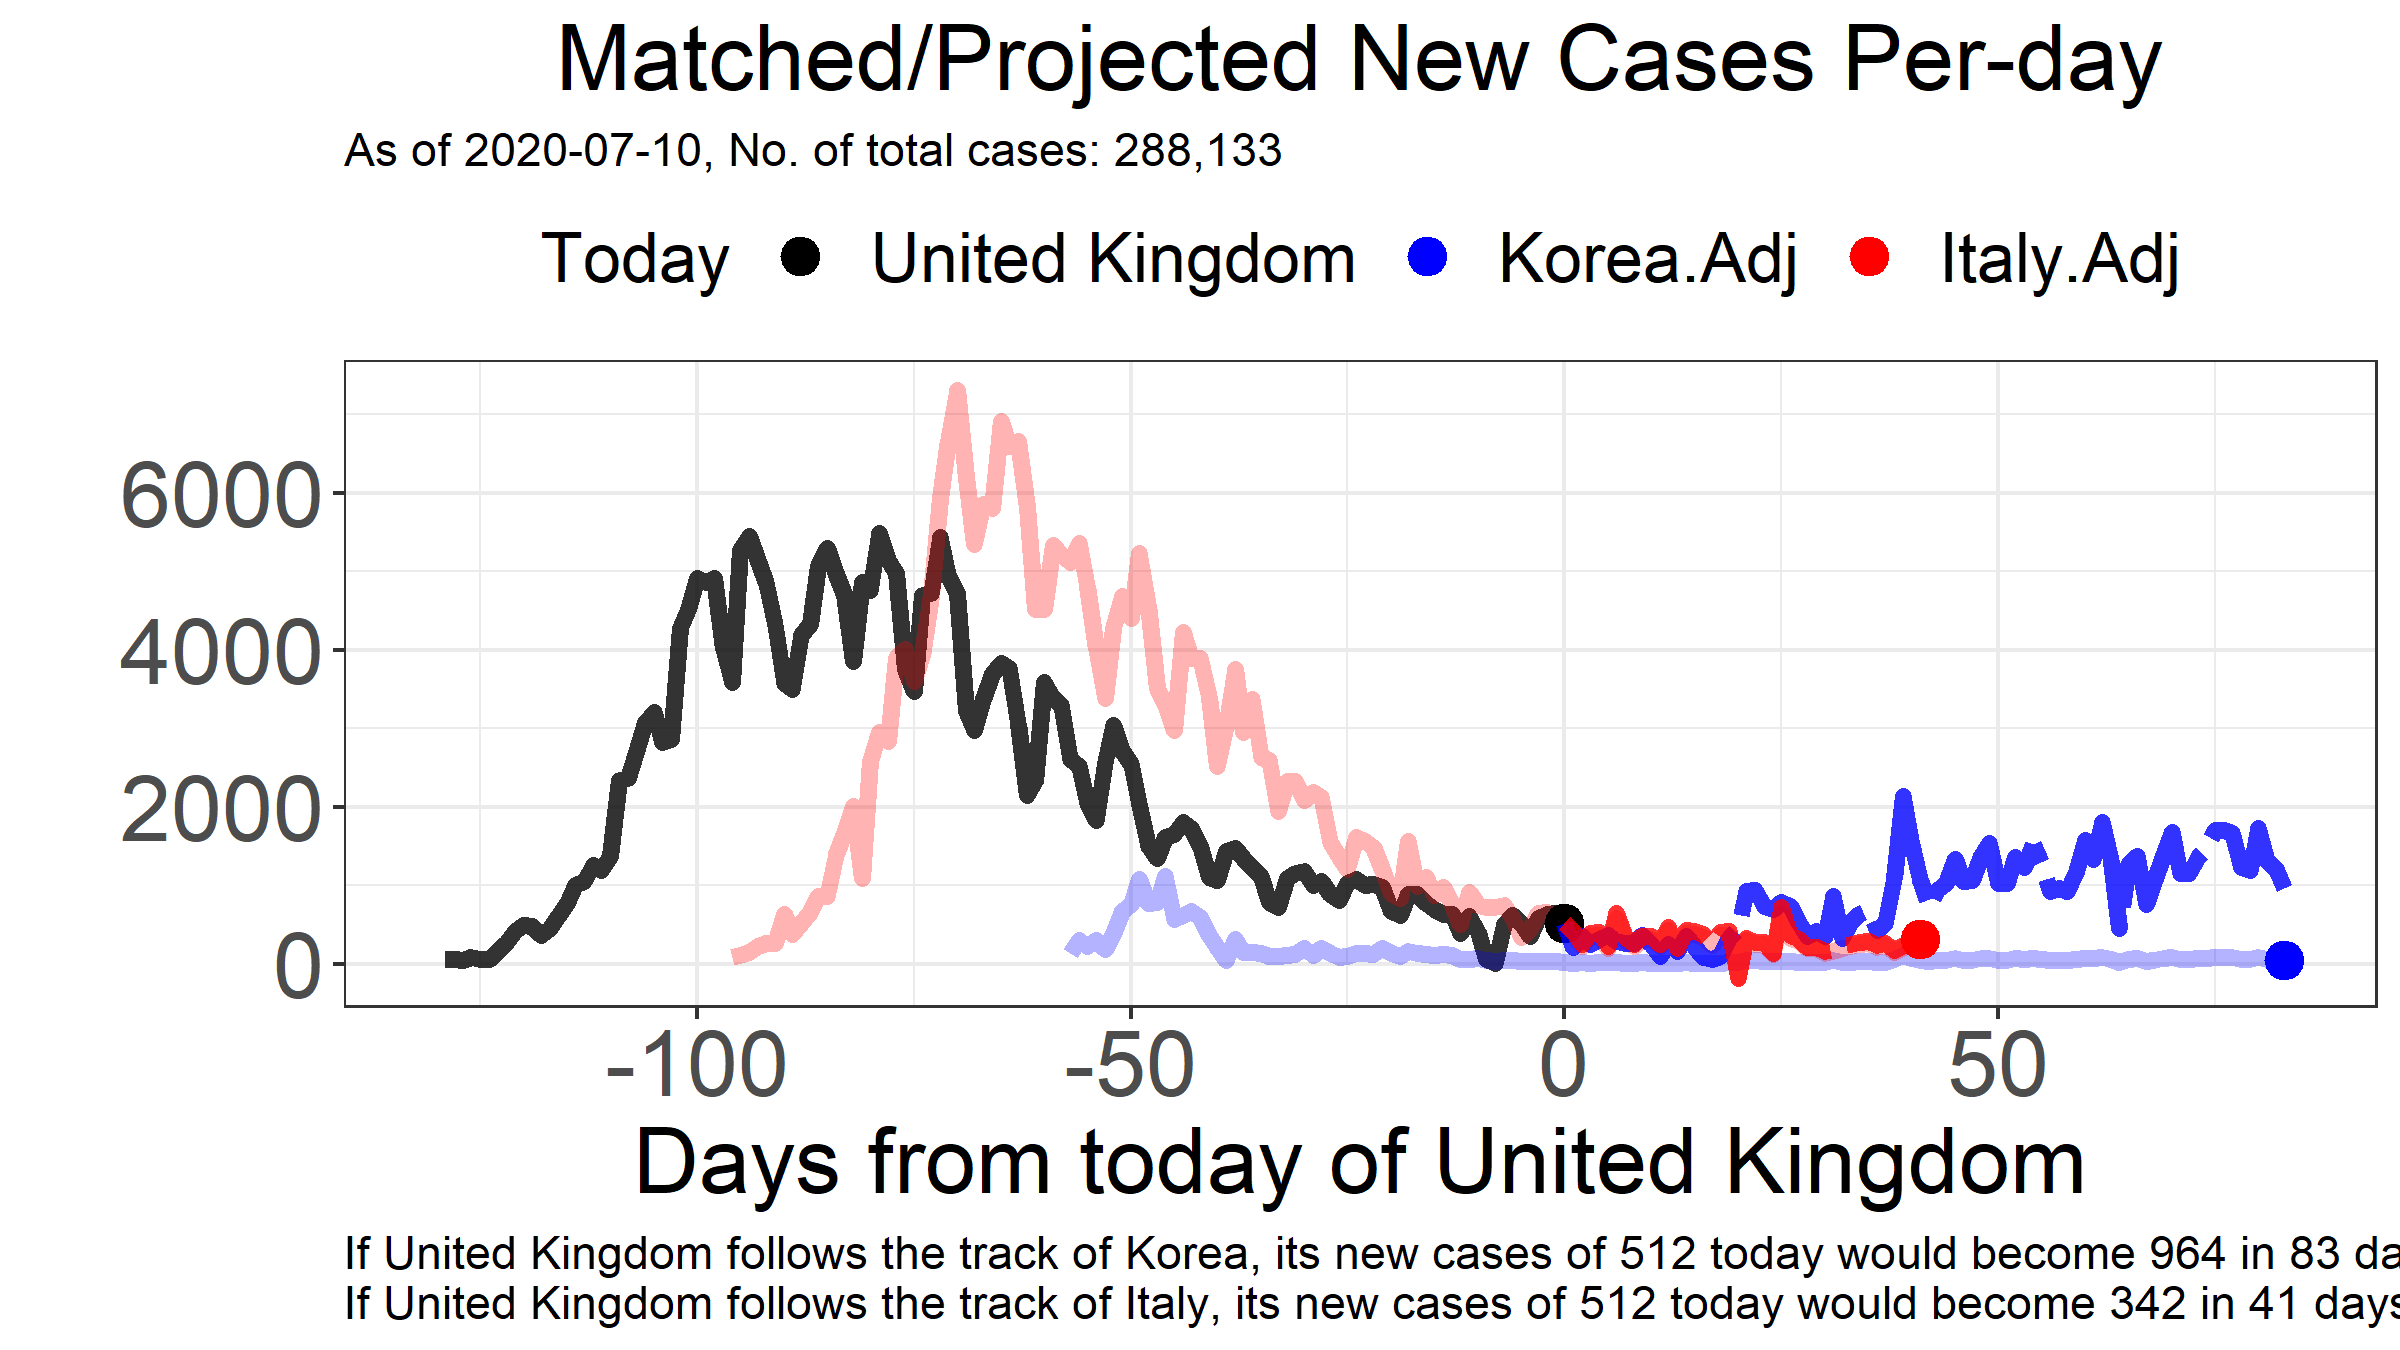 Matched/Projected New Cases Per-day
As of 2020-07-10, No. of total cases: 288,133
Today United Kingdom Korea.Adj Italy.Adj
6000
4000
2000
0
-100 -50 0 50
Days from today of United Kingdom
If United Kingdom follows the track of Korea, its new cases of 512 today would become 964 in 83 da
If United Kingdom follows the track of Italy, its new cases of 512 today would become 342 in 41 days